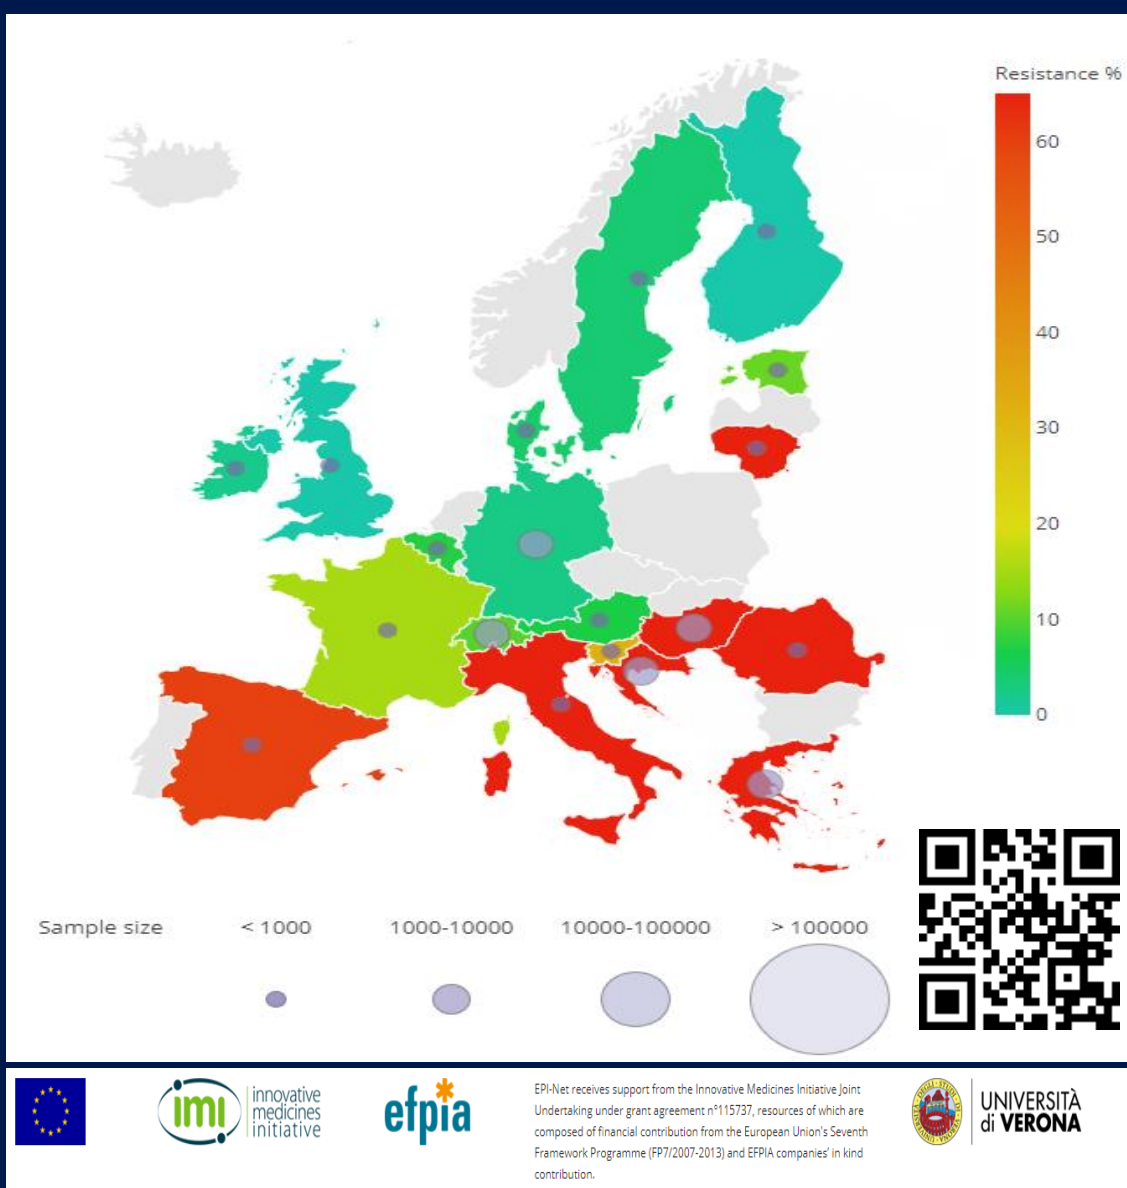 Resistance %
60
50
40
30
20
10
0
Sample size
< 1000
1000-10000
10000-100000
> 100000
imi
innovative
medicines
initiative
efpia
EPI-Net receives support from the Innovative Medicines Initiative Joint
Undertaking under grant agreement n°115737, resources of which are
composed of financial contribution from the European Union's Seventh
Framework Programme (FP7/2007-2013) and EFPIA companies' in kind
contribution.
UNIVERSITÀ
di VERONA